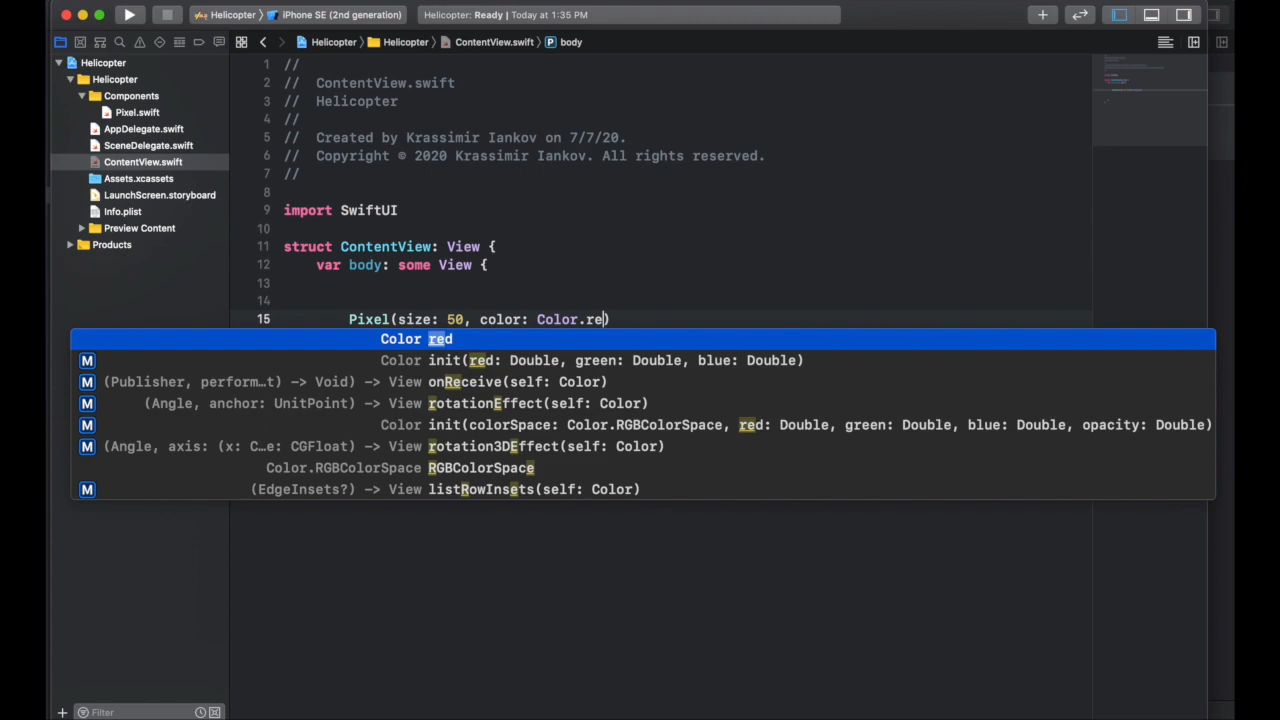 Helicopter
iPhone SE (2nd generation)
Helicopter: Ready | Today at 1:35 PM
Helicopter
Helicopter
ContentView.swift
body
Helicopter
Helicopter
Components
Pixel.swift
AppDelegate.swift
SceneDelegate.swift
ContentView.swift
Assets.xcassets
LaunchScreen.storyboard
Info.plist
Preview Content
Products
1 //
2 // ContentView.swift
3 // Helicopter
4 //
5 // Created by Krassimir Iankov on 7/7/20.
6 // Copyright © 2020 Krassimir Iankov. All rights reserved.
7 //
8
9 import SwiftUI
10
11 struct ContentView: View {
12 var body: some View {
13
14
15 Pixel(size: 50, color: Color.re)
Color red
M Color init(red: Double, green: Double, blue: Double)
M (Publisher, perform…t) -> Void) -> View onReceive(self: Color)
M (Angle, anchor: UnitPoint) -> View rotationEffect(self: Color)
M Color init(colorSpace: Color.RGBColorSpace, red: Double, green: Double, blue: Double, opacity: Double)
M (Angle, axis: (x: C…e: CGFloat) -> View rotation3DEffect(self: Color)
Color.RGBColorSpace RGBColorSpace
M (EdgeInsets?) -> View listRowInsets(self: Color)
Filter